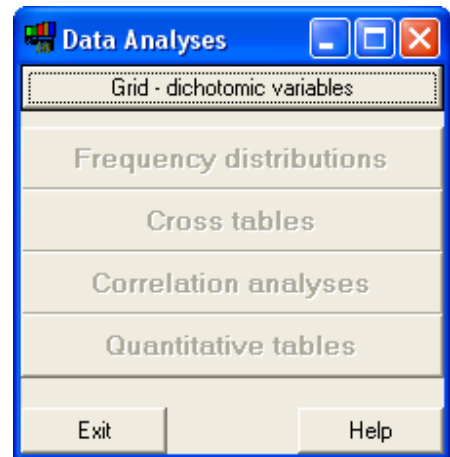 Data Analyses
Grid - dichotomic variables
Frequency distributions
Cross tables
Correlation analyses
Quantitative tables
Exit
Help